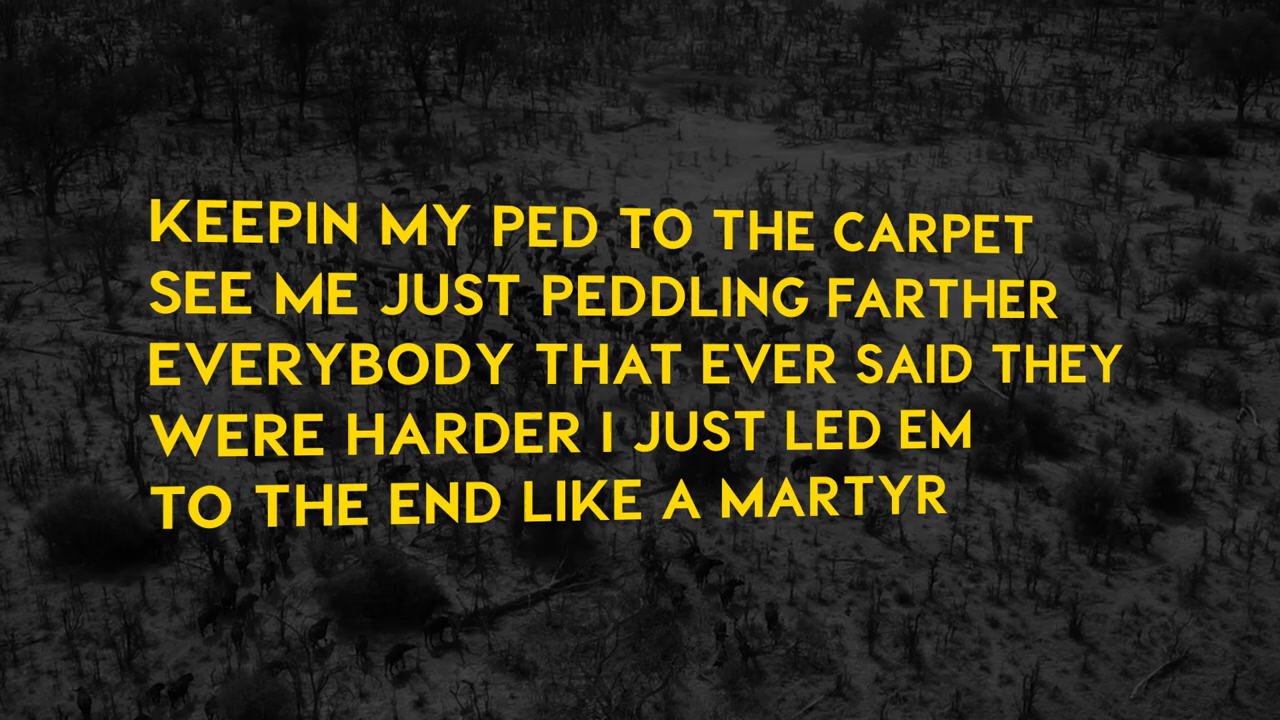 KEEPIN MY PED TO THE CARPET
SEE ME JUST PEDDLING FARTHER
EVERYBODY THAT EVER SAID THEY
WERE HARDER I JUST LED EM
TO THE END LIKE A MARTYR